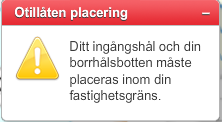 Otillåten placering
Ditt ingångshål och din
borrhålsbotten måste
placeras inom din
fastighetsgräns.